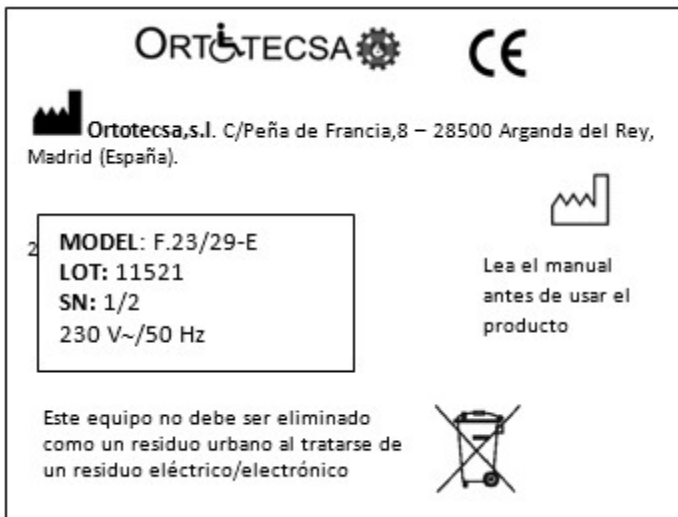 ORTOTECSA CE
Ortotecsa,s.l. C/Peña de Francia,8 – 28500 Arganda del Rey,
Madrid (España).
2
MODEL: F.23/29-E
LOT: 11521
SN: 1/2
230 V~/50 Hz
Lea el manual
antes de usar el
producto
Este equipo no debe ser eliminado
como un residuo urbano al tratarse de
un residuo eléctrico/electrónico